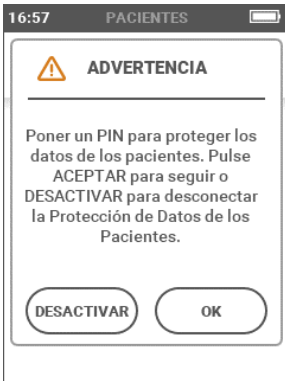 16:57 PACIENTES
ADVERTENCIA
Poner un PIN para proteger los
datos de los pacientes. Pulse
ACEPTAR para seguir o
DESACTIVAR para desconectar
la Protección de Datos de los
Pacientes.
DESACTIVAR OK